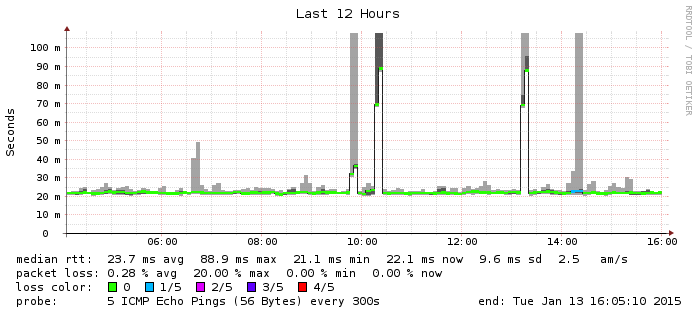 Last 12 Hours
RRDTOOL / TOBI OETIKER
Seconds
100 m
90 m
80 m
70 m
60 m
50 m
40 m
30 m
20 m
10 m
0
06:00 08:00 10:00 12:00 14:00 16:00
median rtt: 23.7 ms avg 88.9 ms max 21.1 ms min 22.1 ms now 9.6 ms sd 2.5 am/s
packet loss: 0.28 % avg 20.00 % max 0.00 % min 0.00 % now
loss color: 0 1/5 2/5 3/5 4/5
probe: 5 ICMP Echo Pings (56 Bytes) every 300s end: Tue Jan 13 16:05:10 2015